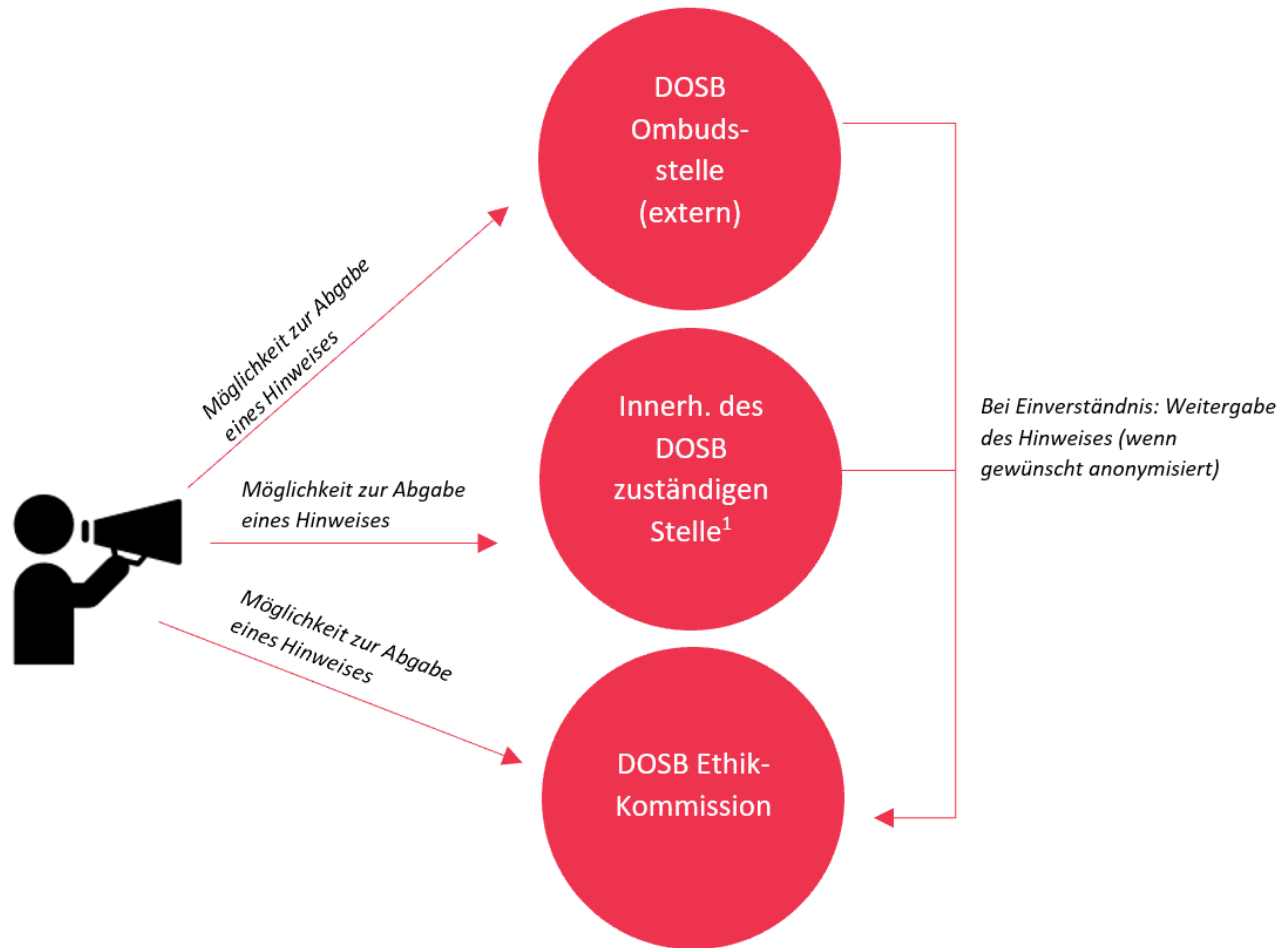 DOSB
Ombuds-
stelle
(extern)
Möglichkeit zur Abgabe
eines Hinweises
Innerh. des
DOSB
zuständigen
Stelle¹
Bei Einverständnis: Weitergabe
des Hinweises (wenn
gewünscht anonymisiert)
Möglichkeit zur Abgabe
eines Hinweises
Möglichkeit zur Abgabe
eines Hinweises
DOSB Ethik-
Kommission